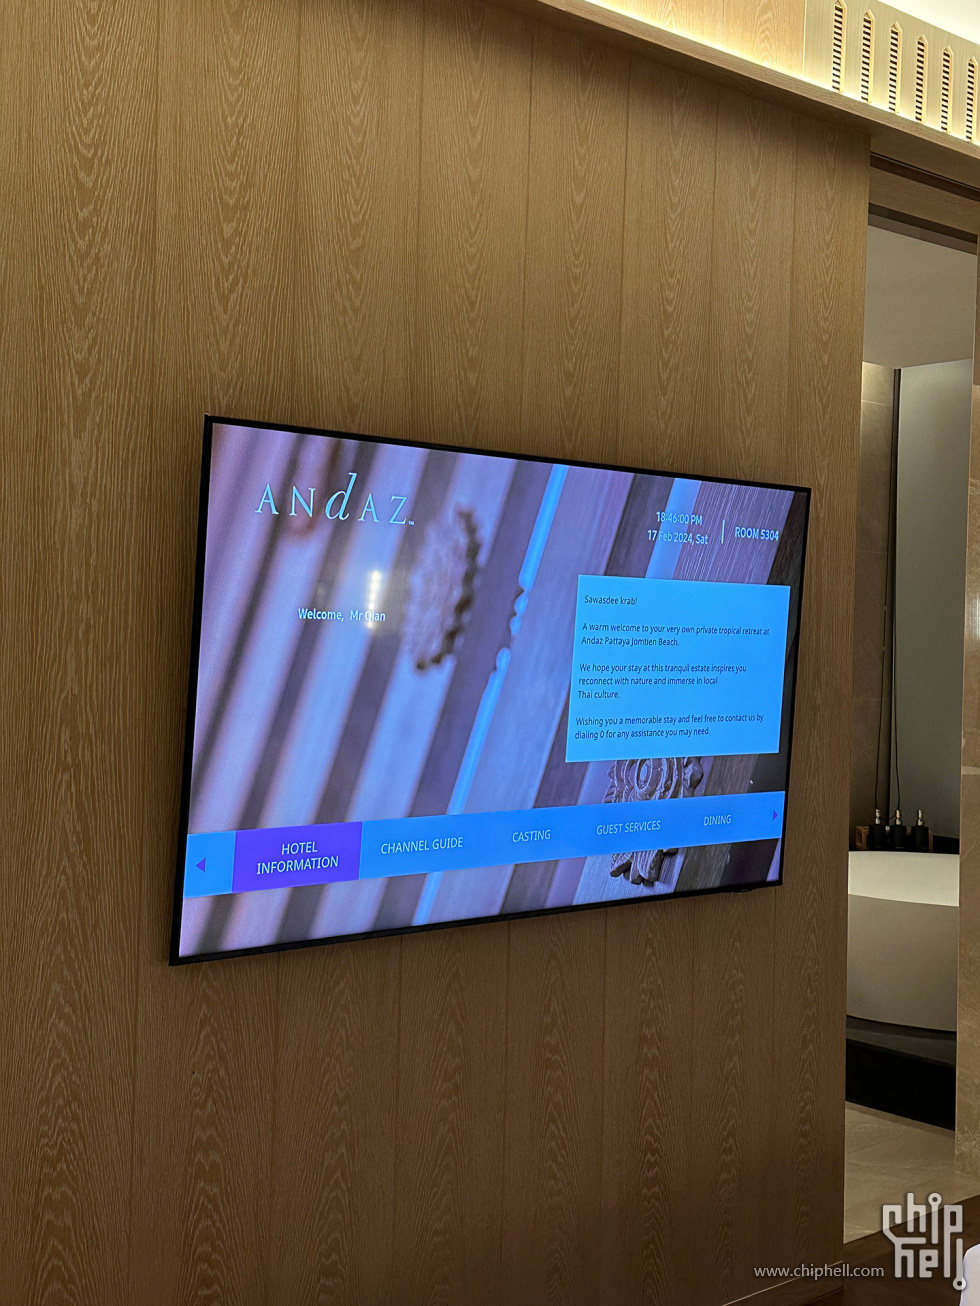 ANdAZ™
18:46:00 PM
17 Feb 2024, Sat
ROOM 5304
Welcome, Mr Qian
Sawasdee krab!
A warm welcome to your very own private tropical retreat at
Andaz Pattaya Jomtien Beach.
We hope your stay at this tranquil estate inspires you
reconnect with nature and immerse in local
Thai culture.
Wishing you a memorable stay and feel free to contact us by
dialing 0 for any assistance you may need.
HOTEL
INFORMATION
CHANNEL GUIDE
CASTING
GUEST SERVICES
DINING
www.chiphell.com
chip
hell